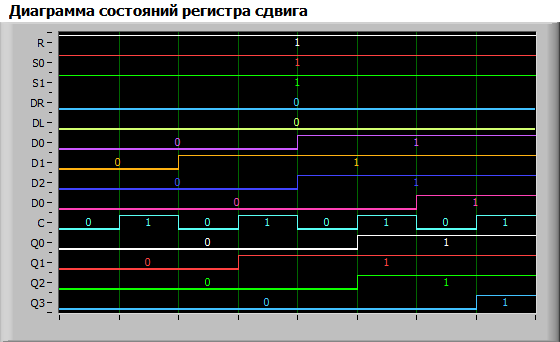 Диаграмма состояний регистра сдвига
R 1
S0 1
S1 1
DR 0
DL 0
D0 0 1
D1 0 1
D2 0 1
D0 0 1
C 0 1 0 1 0 1 0 1
Q0 0 1
Q1 0 1
Q2 0 1
Q3 0 1